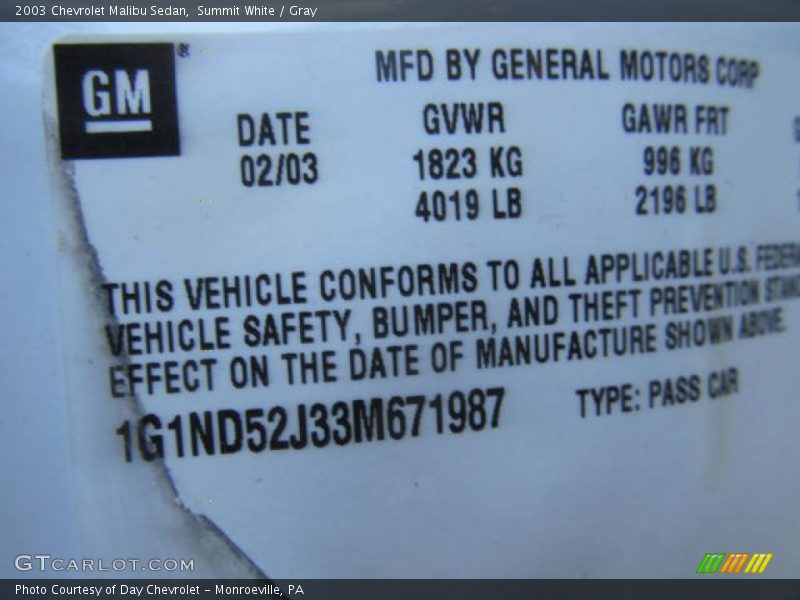 2003 Chevrolet Malibu Sedan, Summit White / Gray
GM
MFD BY GENERAL MOTORS CORP
DATE GVWR GAWR FRT
02/03 1823 KG 996 KG
4019 LB 2196 LB
THIS VEHICLE CONFORMS TO ALL APPLICABLE U.S. FEDERA
VEHICLE SAFETY, BUMPER, AND THEFT PREVENTION STAN
EFFECT ON THE DATE OF MANUFACTURE SHOWN ABOVE.
1G1ND52J33M671987 TYPE: PASS CAR
GTCARLOT.COM
Photo Courtesy of Day Chevrolet - Monroeville, PA